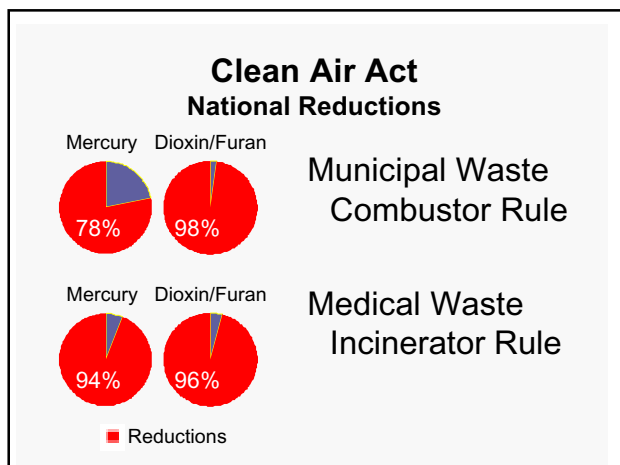 Clean Air Act
National Reductions
Mercury Dioxin/Furan
78% 98%
Municipal Waste
Combustor Rule
Mercury Dioxin/Furan
94% 96%
Medical Waste
Incinerator Rule
Reductions